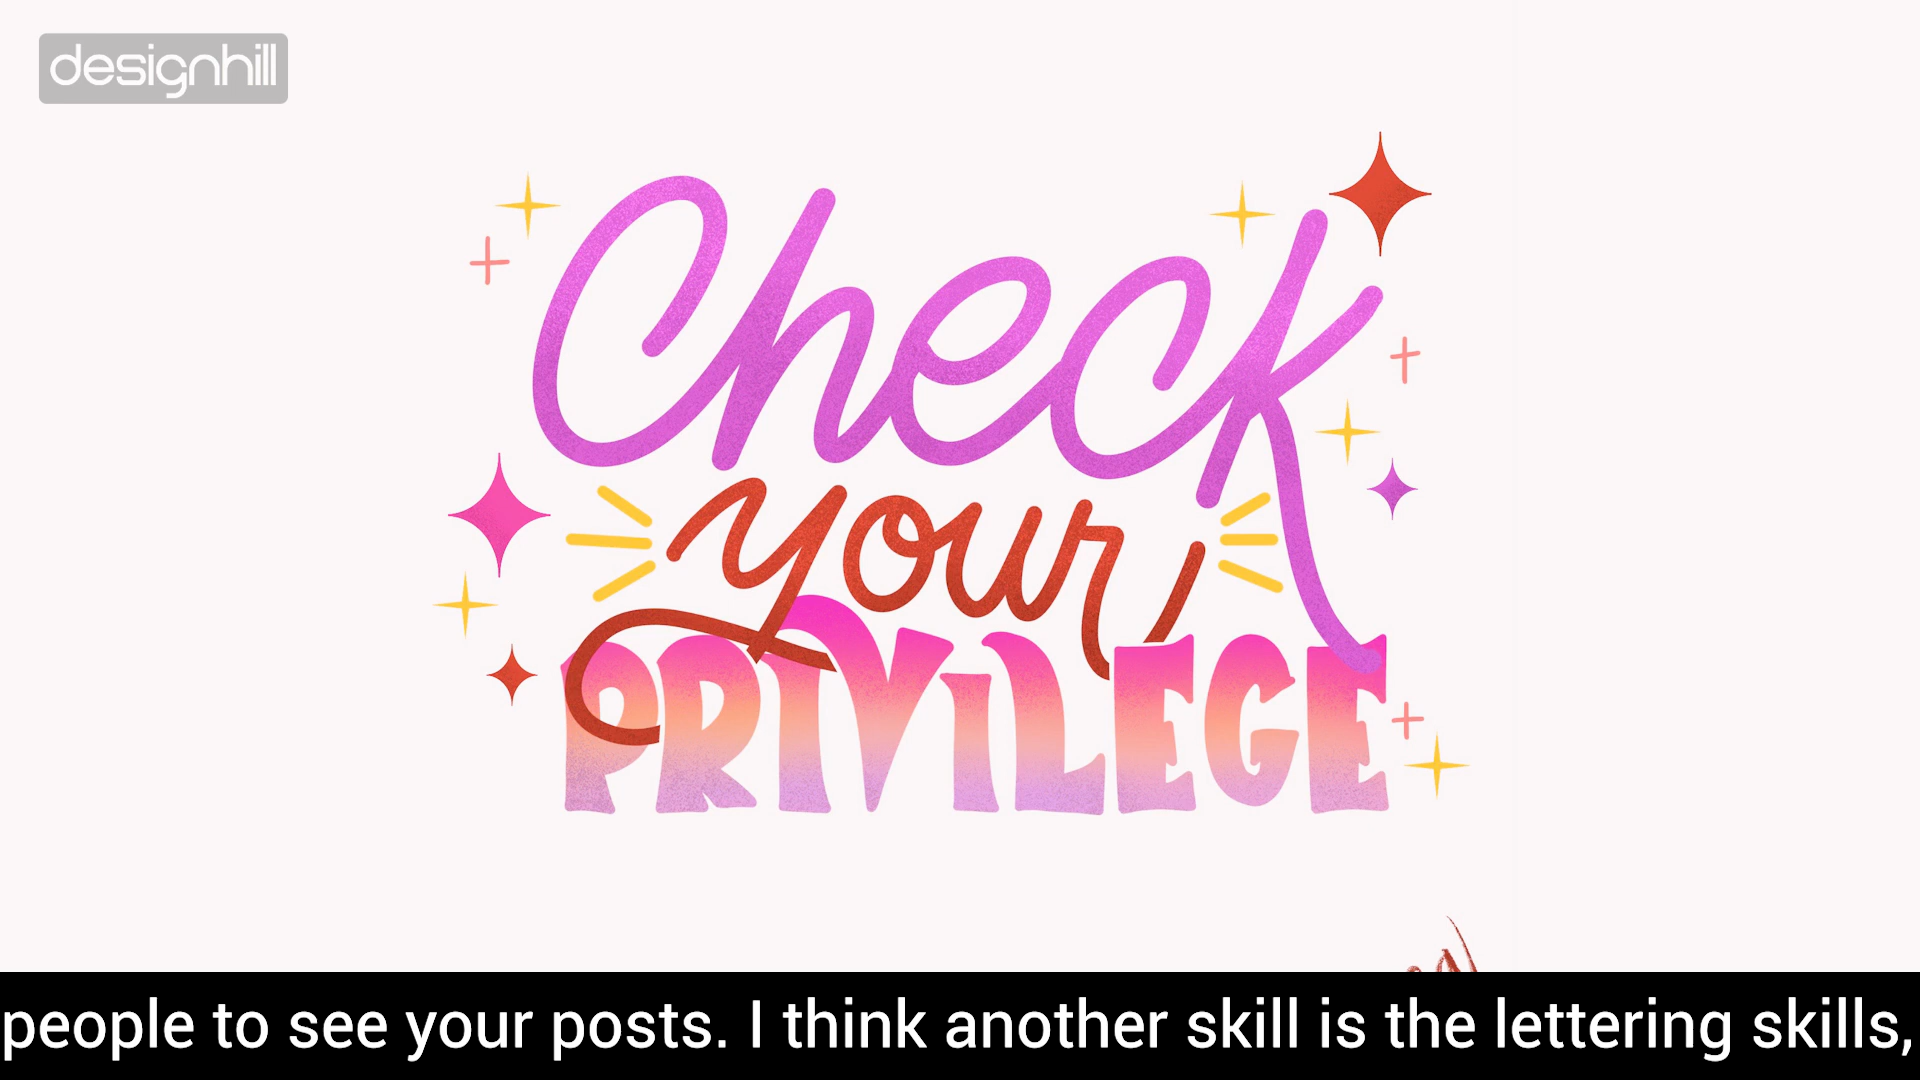 designhill
Check
your
PRIVILEGE
people to see your posts. I think another skill is the lettering skills,